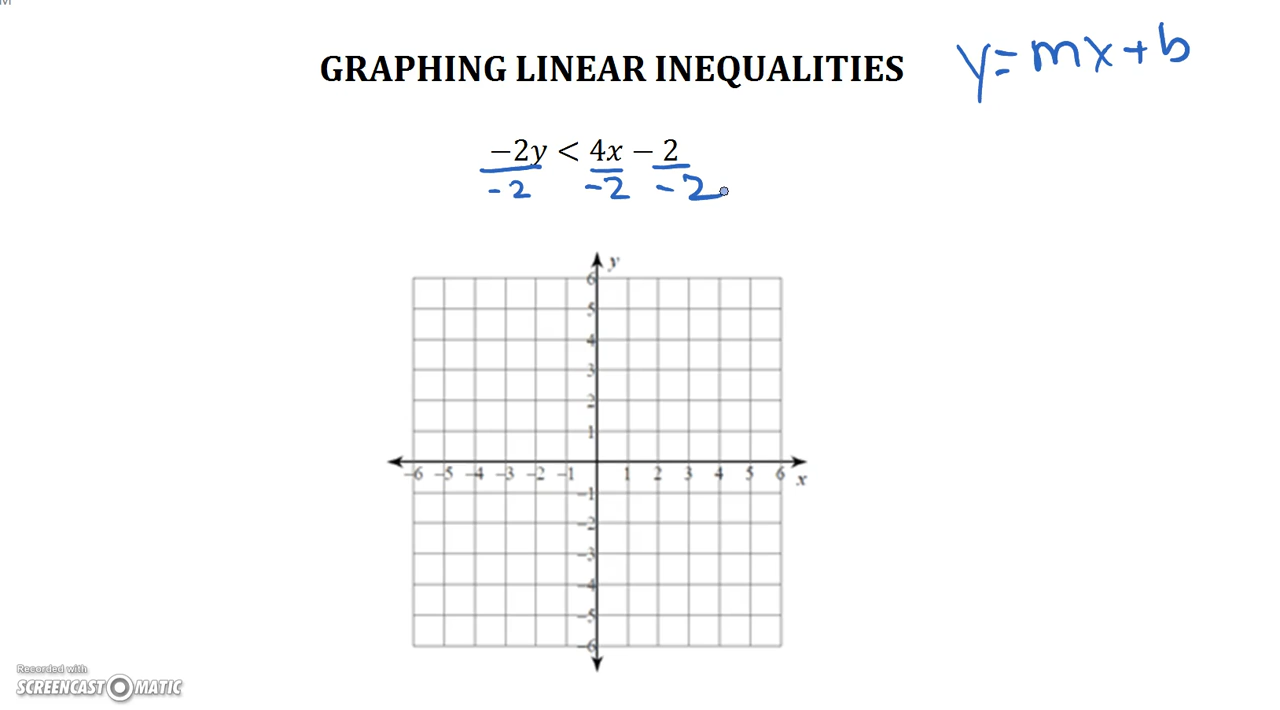 M
GRAPHING LINEAR INEQUALITIES
y = mx + b
−2y < 4x − 2
-2 -2 -2
y
6
5
4
3
2
1
−6 −5 −4 −3 −2 −1 1 2 3 4 5 6 x
−1
−2
−3
−4
−5
−6
Recorded with
SCREENCAST O MATIC